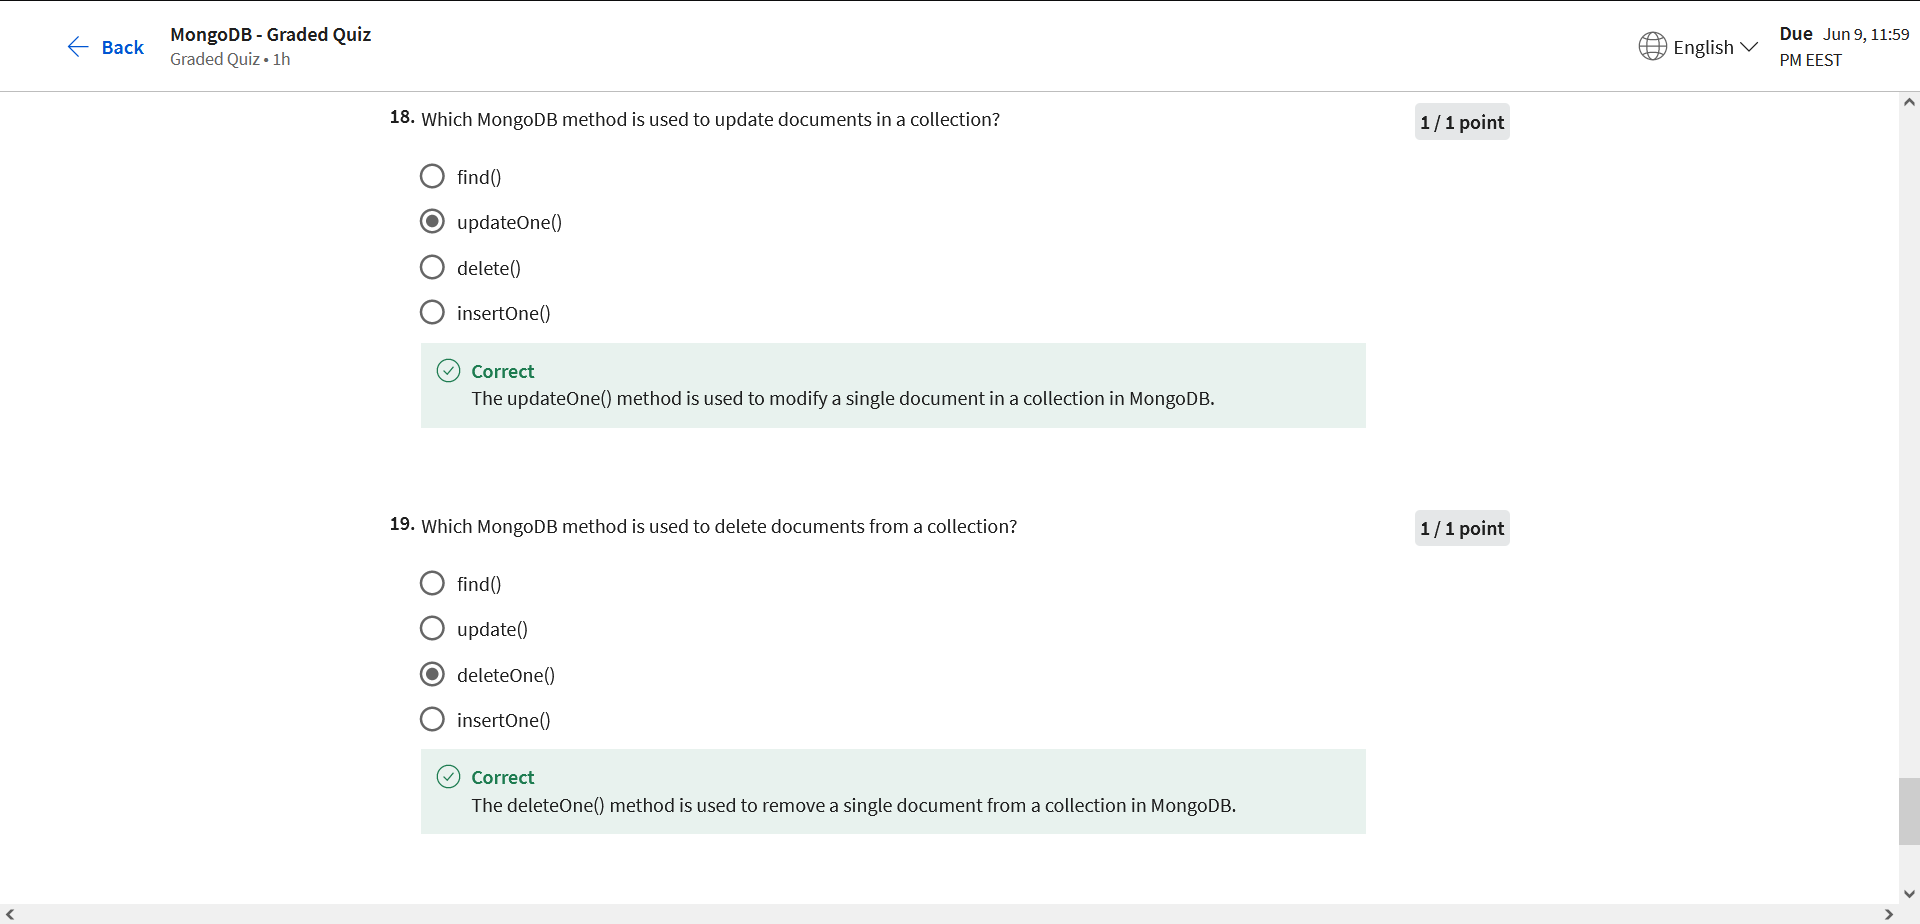 Back
MongoDB - Graded Quiz
Graded Quiz • 1h
English
Due Jun 9, 11:59
PM EEST
18. Which MongoDB method is used to update documents in a collection?
1 / 1 point
find()
updateOne()
delete()
insertOne()
Correct
The updateOne() method is used to modify a single document in a collection in MongoDB.
19. Which MongoDB method is used to delete documents from a collection?
1 / 1 point
find()
update()
deleteOne()
insertOne()
Correct
The deleteOne() method is used to remove a single document from a collection in MongoDB.